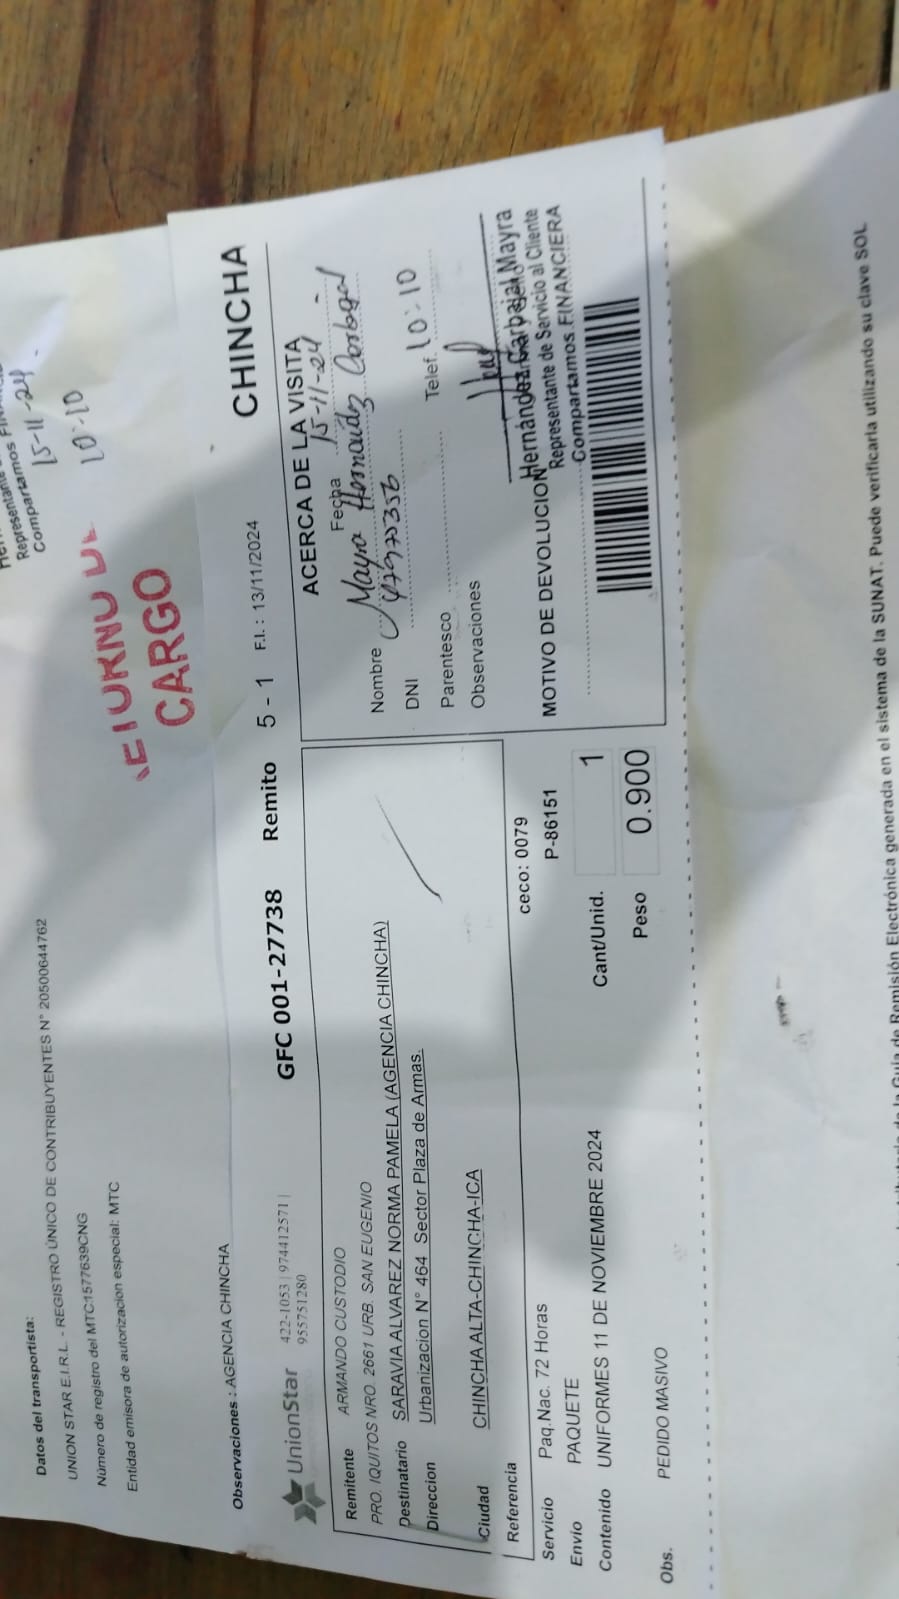 Representante
Compartamos
15-11-24.
10:10
CARGO
Datos del transportista:
UNION STAR E.I.R.L. - REGISTRO ÚNICO DE CONTRIBUYENTES N° 20500644762
Número de registro del MTC1577639CNG
Entidad emisora de autorizacion especial: MTC
Observaciones : AGENCIA CHINCHA
CHINCHA
UnionStar 422-1053 | 974412571 |
955751280
GFC 001-27738 Remito 5 - 1 F.I. : 13/11/2024
Remitente ARMANDO CUSTODIO
PRO. IQUITOS NRO. 2661 URB. SAN EUGENIO
Destinatario SARAVIA ALVAREZ NORMA PAMELA (AGENCIA CHINCHA)
Direccion Urbanizacion N° 464 Sector Plaza de Armas.
Ciudad CHINCHA ALTA-CHINCHA-ICA
Referencia ceco: 0079
Servicio Paq.Nac. 72 Horas P-86151
Envio PAQUETE
Contenido UNIFORMES 11 DE NOVIEMBRE 2024 Cant/Unid. 1
Peso 0.900
Obs. PEDIDO MASIVO
ACERCA DE LA VISITA
Fecha 15-11-24
Nombre Mayra Hernández Carbajal
DNI
Parentesco Telef. 10:10
Observaciones
Hernández Carbajal Mayra
MOTIVO DE DEVOLUCION Representante de Servicio al Cliente
Compartamos FINANCIERA
Guia de Remisión Electrónica generada en el sistema de la SUNAT. Puede verificarla utilizando su clave SOL